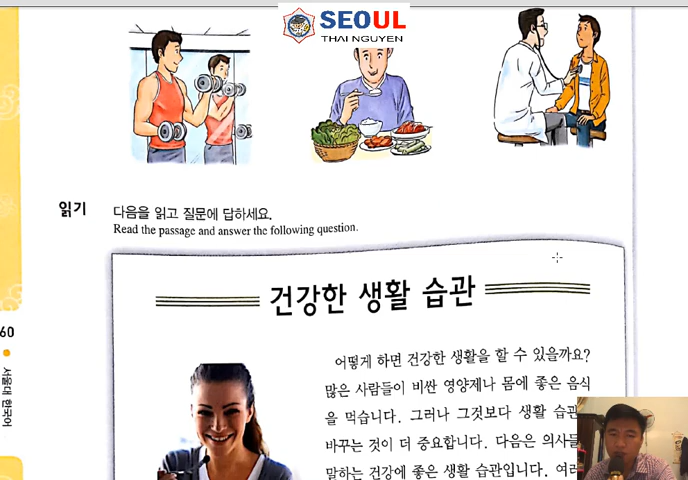 SEOUL
THAI NGUYEN
읽기
다음을 읽고 질문에 답하세요.
Read the passage and answer the following question.
건강한 생활 습관
어떻게 하면 건강한 생활을 할 수 있을까요?
많은 사람들이 비싼 영양제나 몸에 좋은 음식
을 먹습니다. 그러나 그것보다 생활 습관
바꾸는 것이 더 중요합니다. 다음은 의사들
말하는 건강에 좋은 생활 습관입니다. 여러
60
서울대 한국어